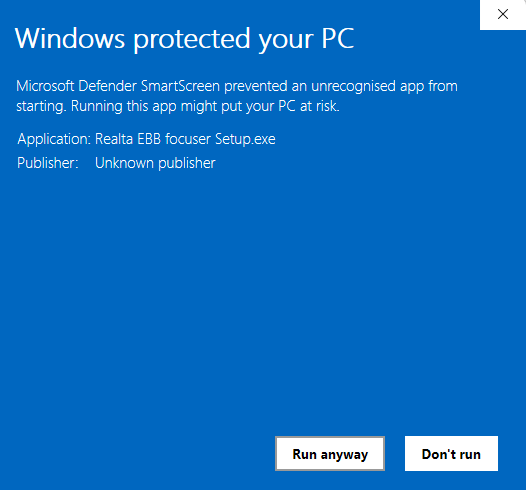 Windows protected your PC
Microsoft Defender SmartScreen prevented an unrecognised app from
starting. Running this app might put your PC at risk.
Application: Realta EBB focuser Setup.exe
Publisher: Unknown publisher
Run anyway Don't run